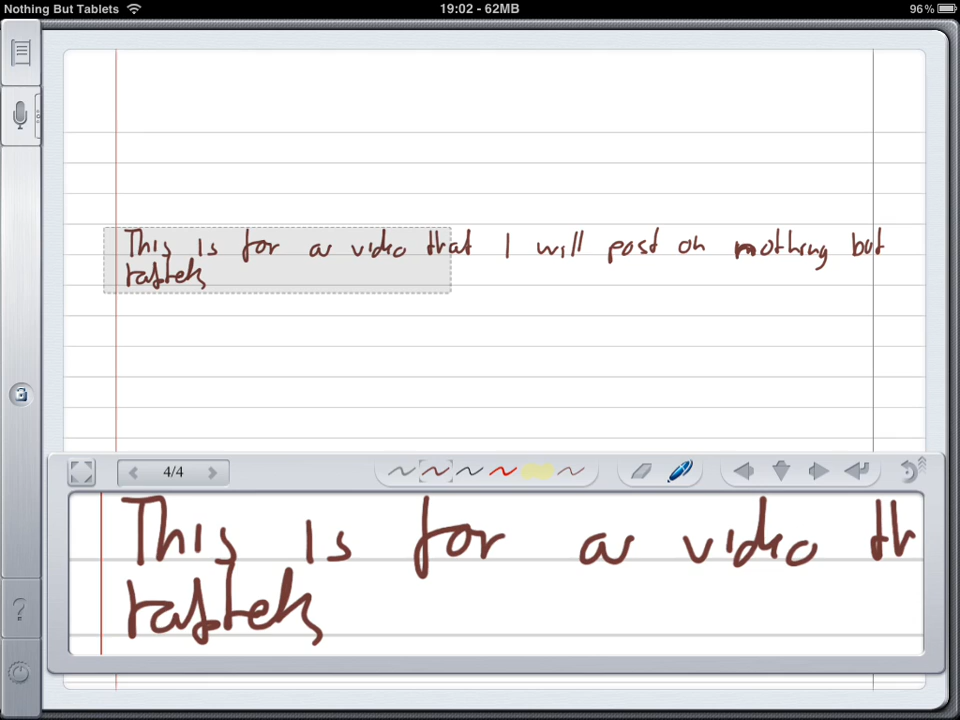 Nothing But Tablets 19:02 - 62MB 96%
This is for a video that I will post on nothing but
tablets
4/4
This is for a video th
tablets